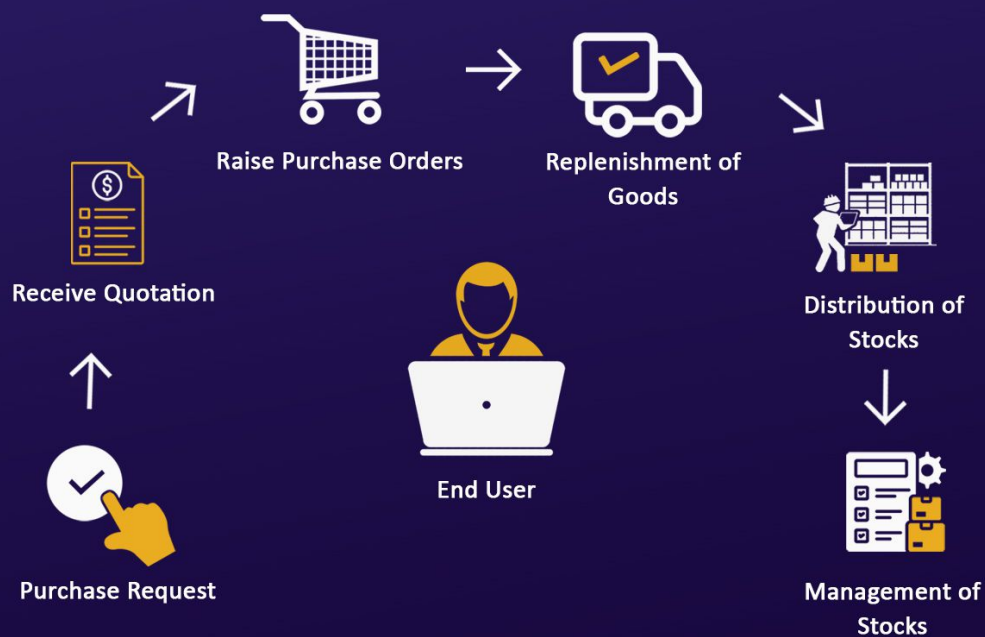 Purchase Request
Receive Quotation
Raise Purchase Orders
Replenishment of
Goods
Distribution of
Stocks
Management of
Stocks
End User